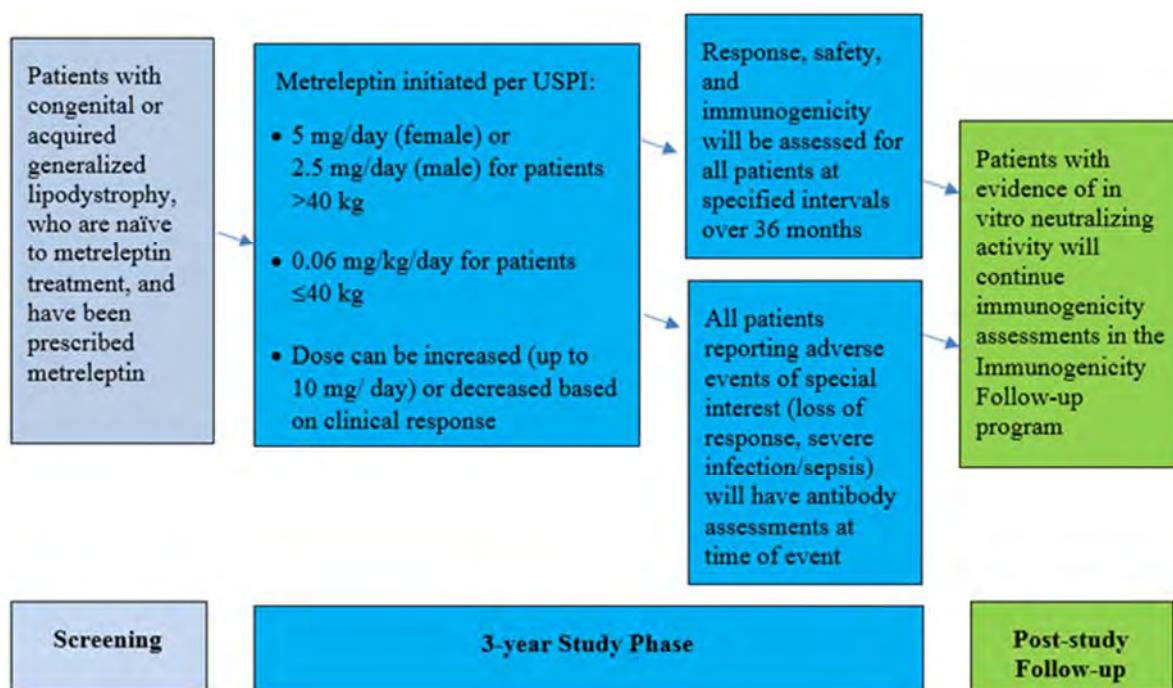 Patients with
congenital or
acquired
generalized
lipodystrophy,
who are naïve
to metreleptin
treatment, and
have been
prescribed
metreleptin
Metreleptin initiated per USPI:
• 5 mg/day (female) or
2.5 mg/day (male) for patients
>40 kg
• 0.06 mg/kg/day for patients
≤40 kg
• Dose can be increased (up to
10 mg/ day) or decreased based
on clinical response
Response, safety,
and
immunogenicity
will be assessed for
all patients at
specified intervals
over 36 months
All patients
reporting adverse
events of special
interest (loss of
response, severe
infection/sepsis)
will have antibody
assessments at
time of event
Patients with
evidence of in
vitro neutralizing
activity will
continue
immunogenicity
assessments in the
Immunogenicity
Follow-up
program
Screening
3-year Study Phase
Post-study
Follow-up